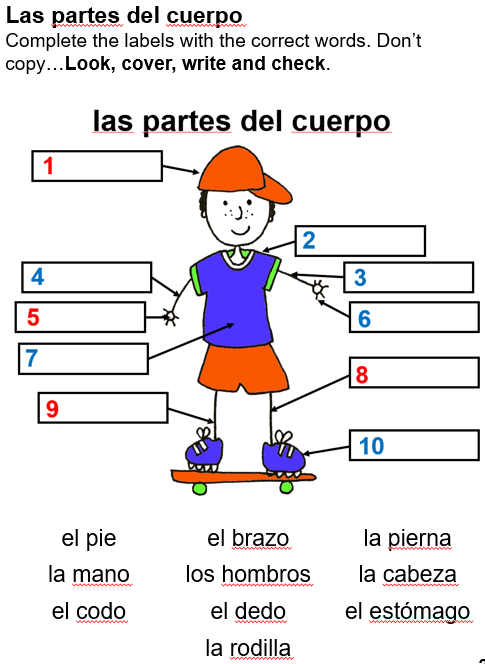 Las partes del cuerpo
Complete the labels with the correct words. Don't
copy…Look, cover, write and check.
las partes del cuerpo
1
2
4
3
5
6
7
8
9
10
el pie el brazo la pierna
la mano los hombros la cabeza
el codo el dedo el estómago
la rodilla